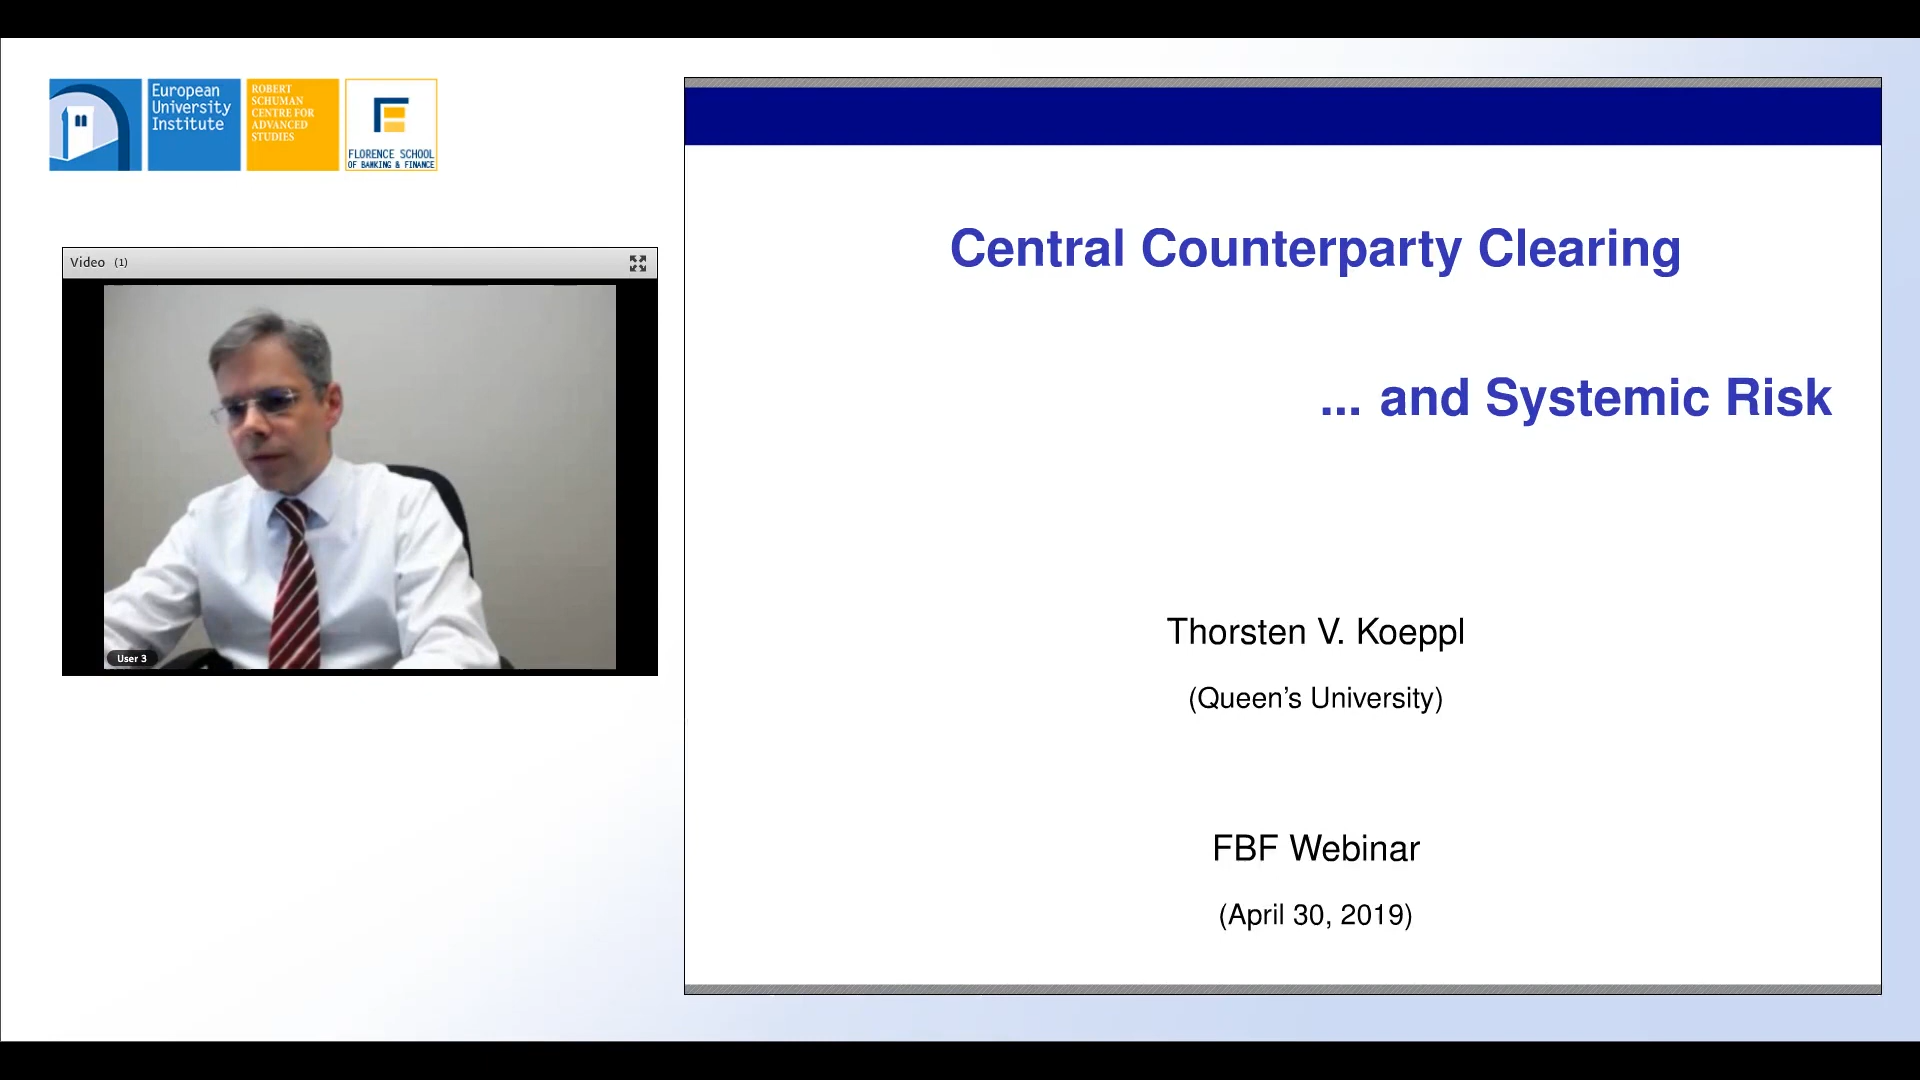 European
University
Institute
ROBERT
SCHUMAN
CENTRE FOR
ADVANCED
STUDIES
FLORENCE SCHOOL
OF BANKING & FINANCE
Video (1)
User 3
Central Counterparty Clearing
... and Systemic Risk
Thorsten V. Koeppl
(Queen's University)
FBF Webinar
(April 30, 2019)